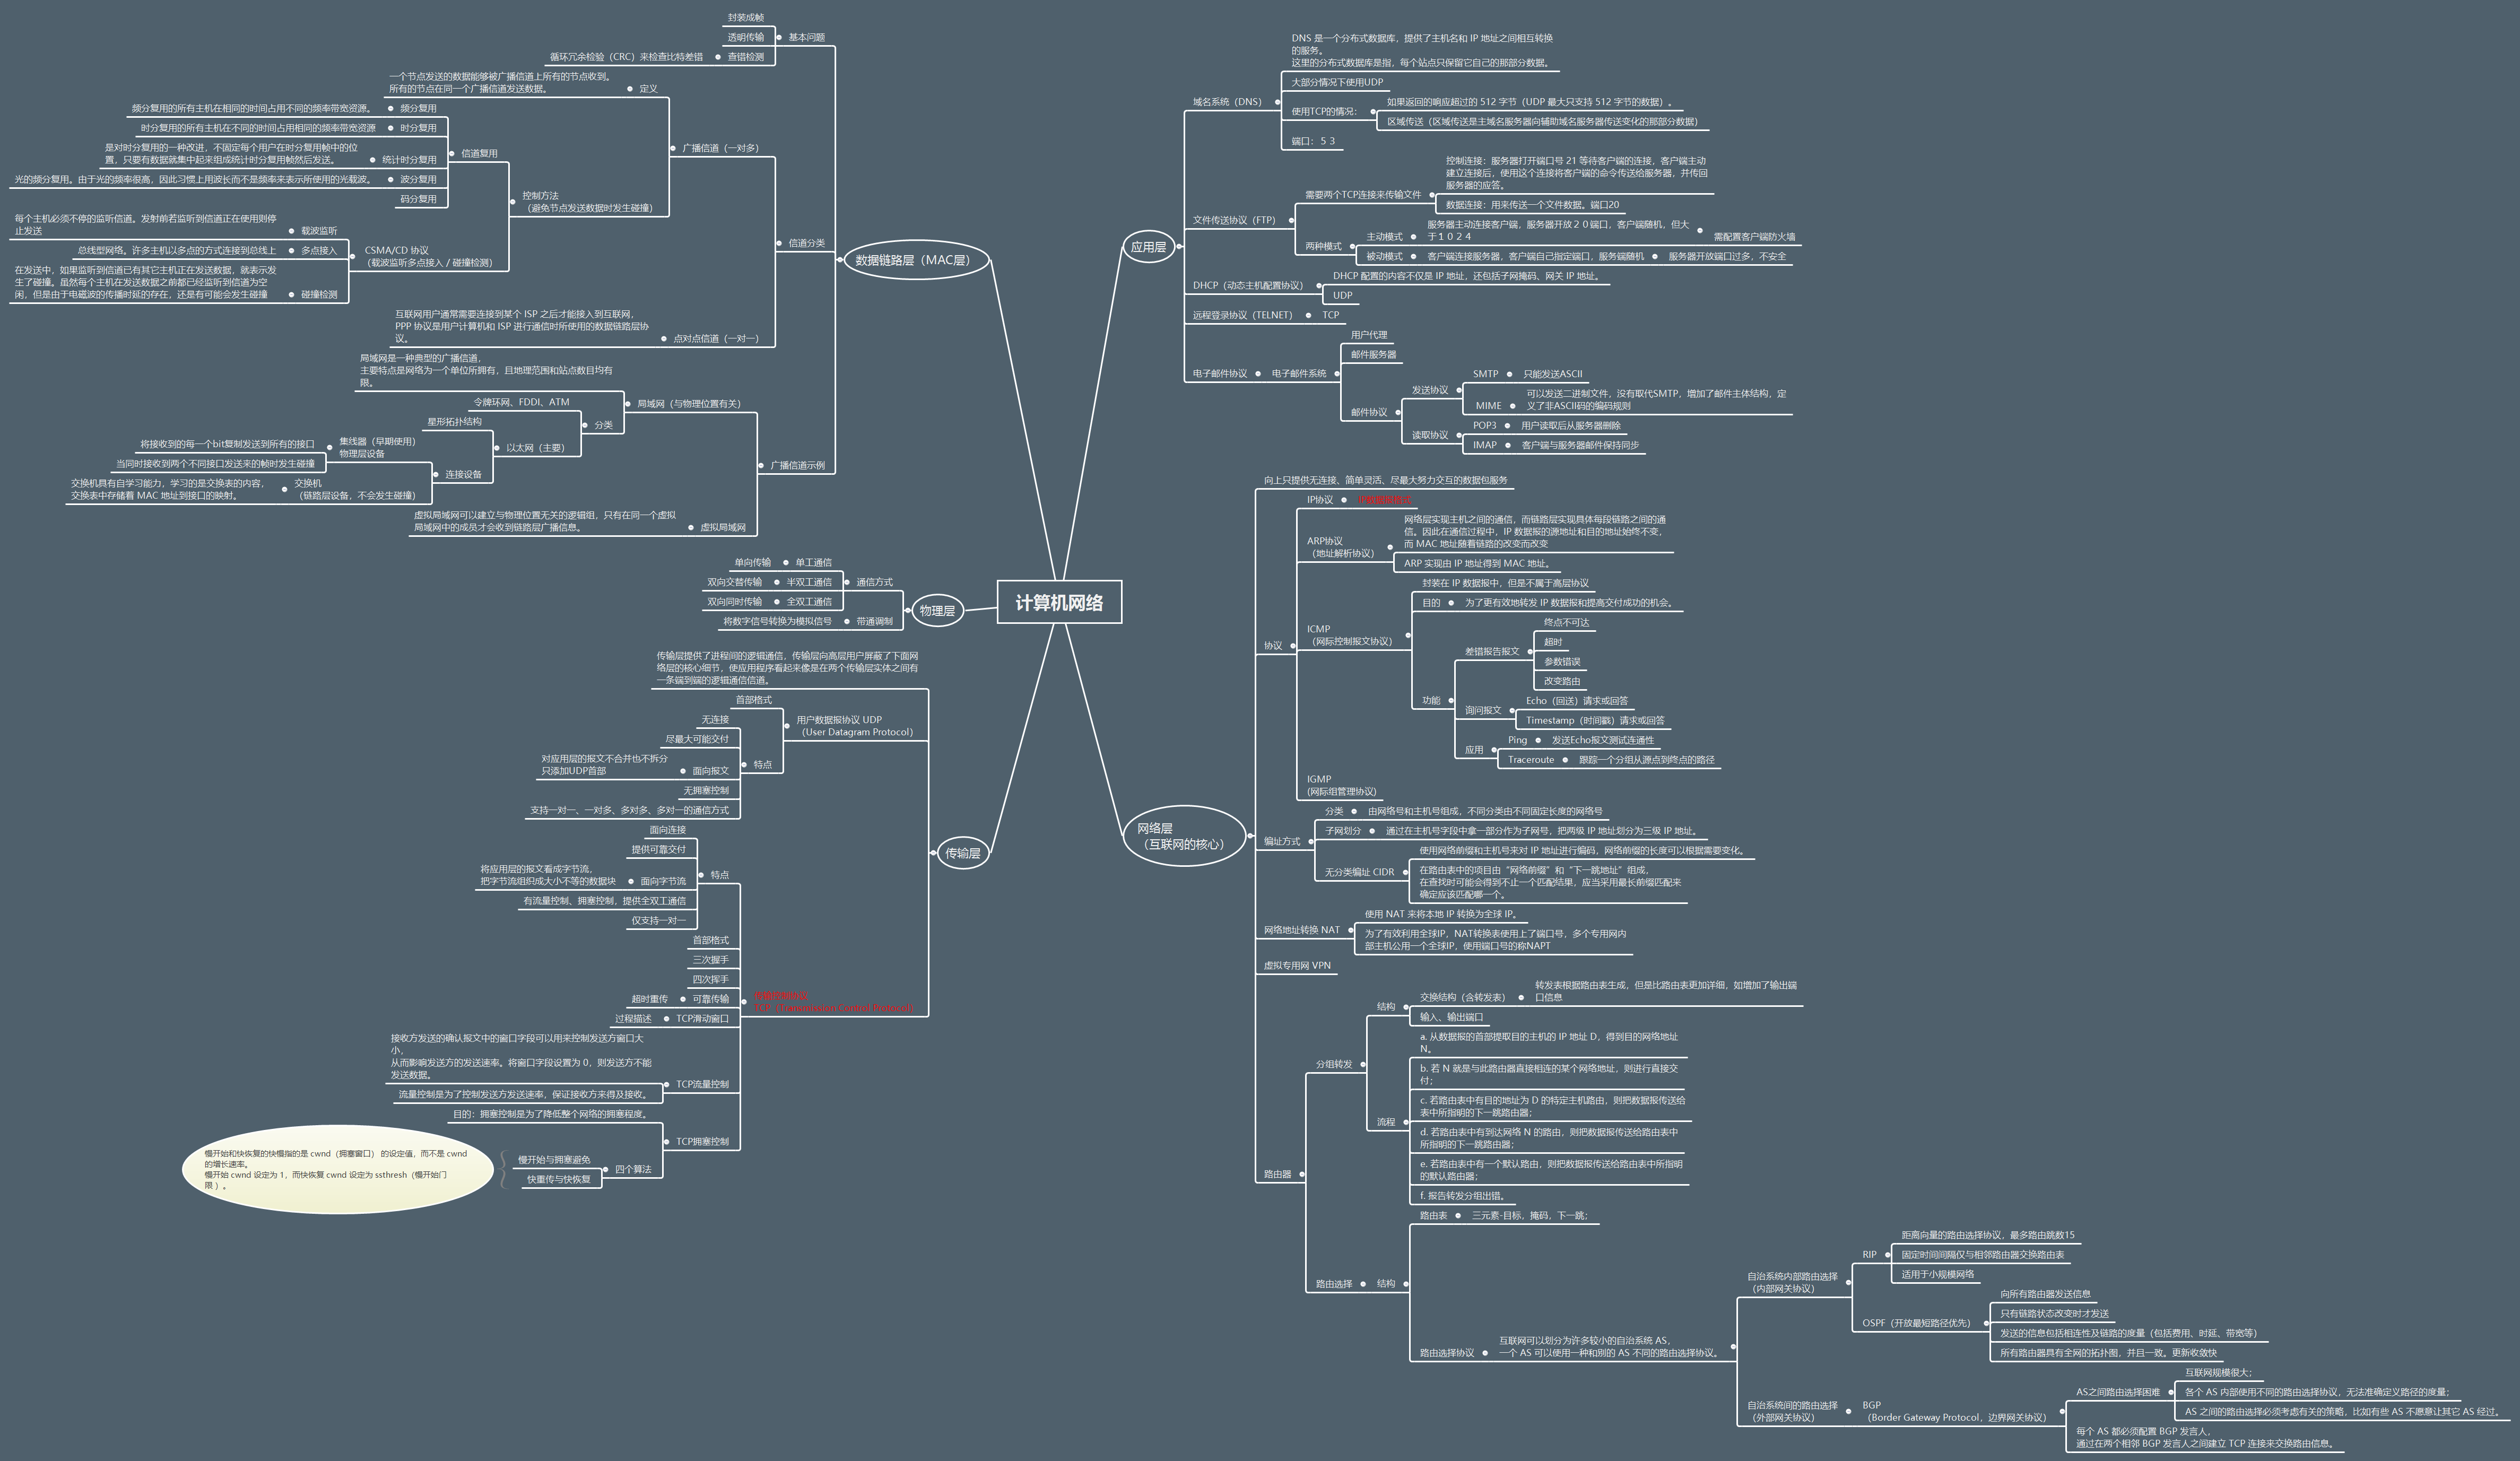 计算机网络
应用层
域名系统（DNS）
DNS 是一个分布式数据库，提供了主机名和 IP 地址之间相互转换
的服务。
这里的分布式数据库是指，每个站点只保留它自己的那部分数据。
大部分情况下使用UDP
使用TCP的情况：
如果返回的响应超过的 512 字节（UDP 最大只支持 512 字节的数据）。
区域传送（区域传送是主域名服务器向辅助域名服务器传送变化的那部分数据）
端口：５３
文件传送协议（FTP）
需要两个TCP连接来传输文件
控制连接：服务器打开端口号 21 等待客户端的连接，客户端主动
建立连接后，使用这个连接将客户端的命令传送给服务器，并传回
服务器的应答。
数据连接：用来传送一个文件数据。端口20
两种模式
主动模式
服务器主动连接客户端，服务器开放２０端口，客户端随机，但大
于１０２４
需配置客户端防火墙
被动模式
客户端连接服务器，客户端自己指定端口，服务端随机
服务器开放端口过多，不安全
DHCP（动态主机配置协议）
DHCP 配置的内容不仅是 IP 地址，还包括子网掩码、网关 IP 地址。
UDP
远程登录协议（TELNET）
TCP
电子邮件协议
电子邮件系统
用户代理
邮件服务器
邮件协议
发送协议
SMTP
只能发送ASCII
MIME
可以发送二进制文件，没有取代SMTP，增加了邮件主体结构，定
义了非ASCII码的编码规则
读取协议
POP3
用户读取后从服务器删除
IMAP
客户端与服务器邮件保持同步
网络层
（互联网的核心）
向上只提供无连接、简单灵活、尽最大努力交互的数据包服务
协议
IP协议
ARP协议
（地址解析协议）
网络层实现主机之间的通信，而链路层实现具体每段链路之间的通
信。因此在通信过程中，IP 数据报的源地址和目的地址始终不变，
而 MAC 地址随着链路的改变而改变
ARP 实现由 IP 地址得到 MAC 地址。
ICMP
（网际控制报文协议）
封装在 IP 数据报中，但是不属于高层协议
目的
为了更有效地转发 IP 数据报和提高交付成功的机会。
功能
差错报告报文
终点不可达
超时
参数错误
改变路由
询问报文
Echo（回送）请求或回答
Timestamp（时间戳）请求或回答
应用
Ping
发送Echo报文测试连通性
Traceroute
跟踪一个分组从源点到终点的路径
IGMP
(网际组管理协议)
编址方式
分类
由网络号和主机号组成，不同分类由不同固定长度的网络号
子网划分
通过在主机号字段中拿一部分作为子网号，把两级 IP 地址划分为三级 IP 地址。
无分类编址 CIDR
使用网络前缀和主机号来对 IP 地址进行编码，网络前缀的长度可以根据需要变化。
在路由表中的项目由“网络前缀”和“下一跳地址”组成，
在查找时可能会得到不止一个匹配结果，应当采用最长前缀匹配来
确定应该匹配哪一个。
网络地址转换 NAT
使用 NAT 来将本地 IP 转换为全球 IP。
为了有效利用全球IP，NAT转换表使用上了端口号，多个专用网内
部主机公用一个全球IP，使用端口号的称NAPT
虚拟专用网 VPN
路由器
分组转发
结构
交换结构（含转发表）
转发表根据路由表生成，但是比路由表更加详细，如增加了输出端
口信息
输入、输出端口
流程
a. 从数据报的首部提取目的主机的 IP 地址 D，得到目的网络地址
N。
b. 若 N 就是与此路由器直接相连的某个网络地址，则进行直接交
付；
c. 若路由表中有目的地址为 D 的特定主机路由，则把数据报传送给
表中所指明的下一跳路由器；
d. 若路由表中有到达网络 N 的路由，则把数据报传送给路由表中
所指明的下一跳路由器；
e. 若路由表中有一个默认路由，则把数据报传送给路由表中所指明
的默认路由器；
f. 报告转发分组出错。
路由选择
结构
路由表
三元素-目标，掩码，下一跳；
路由选择协议
互联网可以划分为许多较小的自治系统 AS，
一个 AS 可以使用一种和别的 AS 不同的路由选择协议。
自治系统内部路由选择
（内部网关协议）
RIP
距离向量的路由选择协议，最多路由跳数15
固定时间间隔仅与相邻路由器交换路由表
适用于小规模网络
OSPF（开放最短路径优先）
向所有路由器发送信息
只有链路状态改变时才发送
发送的信息包括相连性及链路的度量（包括费用、时延、带宽等）
所有路由器具有全网的拓扑图，并且一致。更新收敛快
自治系统间的路由选择
（外部网关协议）
BGP
（Border Gateway Protocol，边界网关协议）
AS之间路由选择困难
互联网规模很大；
各个 AS 内部使用不同的路由选择协议，无法准确定义路径的度量；
AS 之间的路由选择必须考虑有关的策略，比如有些 AS 不愿意让其它 AS 经过。
每个 AS 都必须配置 BGP 发言人，
通过在两个相邻 BGP 发言人之间建立 TCP 连接来交换路由信息。
数据链路层（MAC层）
基本问题
封装成帧
透明传输
查错检测
循环冗余检验（CRC）来检查比特差错
信道分类
广播信道（一对多）
定义
一个节点发送的数据能够被广播信道上所有的节点收到。
所有的节点在同一个广播信道发送数据。
控制方法
（避免节点发送数据时发生碰撞）
信道复用
频分复用
频分复用的所有主机在相同的时间占用不同的频率带宽资源。
时分复用
时分复用的所有主机在不同的时间占用相同的频率带宽资源
统计时分复用
是对时分复用的一种改进，不固定每个用户在时分复用帧中的位
置，只要有数据就集中起来组成统计时分复用帧然后发送。
波分复用
光的频分复用。由于光的频率很高，因此习惯上用波长而不是频率来表示所使用的光载波。
码分复用
CSMA/CD 协议
（载波监听多点接入 / 碰撞检测）
载波监听
每个主机必须不停的监听信道。发射前若监听到信道正在使用则停
止发送
多点接入
总线型网络。许多主机以多点的方式连接到总线上
碰撞检测
在发送中，如果监听到信道已有其它主机正在发送数据，就表示发
生了碰撞。虽然每个主机在发送数据之前都已经监听到信道为空
闲，但是由于电磁波的传播时延的存在，还是有可能会发生碰撞
点对点信道（一对一）
互联网用户通常需要连接到某个 ISP 之后才能接入到互联网，
PPP 协议是用户计算机和 ISP 进行通信时所使用的数据链路层协
议。
广播信道示例
局域网（与物理位置有关）
局域网是一种典型的广播信道，
主要特点是网络为一个单位所拥有，且地理范围和站点数目均有
限。
分类
令牌环网、FDDI、ATM
以太网（主要）
星形拓扑结构
连接设备
集线器（早期使用）
物理层设备
将接收到的每一个bit复制发送到所有的接口
当同时接收到两个不同接口发送来的帧时发生碰撞
交换机
（链路层设备，不会发生碰撞）
交换机具有自学习能力，学习的是交换表的内容，
交换表中存储着 MAC 地址到接口的映射。
虚拟局域网
虚拟局域网可以建立与物理位置无关的逻辑组，只有在同一个虚拟
局域网中的成员才会收到链路层广播信息。
物理层
通信方式
单工通信
单向传输
半双工通信
双向交替传输
全双工通信
双向同时传输
带通调制
将数字信号转换为模拟信号
传输层
传输层提供了进程间的逻辑通信，传输层向高层用户屏蔽了下面网
络层的核心细节，使应用程序看起来像是在两个传输层实体之间有
一条端到端的逻辑通信信道。
用户数据报协议 UDP
（User Datagram Protocol）
首部格式
特点
无连接
尽最大可能交付
面向报文
对应用层的报文不合并也不拆分
只添加UDP首部
无拥塞控制
支持一对一、一对多、多对多、多对一的通信方式
特点
面向连接
提供可靠交付
面向字节流
将应用层的报文看成字节流，
把字节流组织成大小不等的数据块
有流量控制、拥塞控制，提供全双工通信
仅支持一对一
首部格式
三次握手
四次挥手
可靠传输
超时重传
TCP滑动窗口
过程描述
TCP流量控制
接收方发送的确认报文中的窗口字段可以用来控制发送方窗口大
小，
从而影响发送方的发送速率。将窗口字段设置为 0，则发送方不能
发送数据。
流量控制是为了控制发送方发送速率，保证接收方来得及接收。
TCP拥塞控制
目的：拥塞控制是为了降低整个网络的拥塞程度。
四个算法
慢开始与拥塞避免
快重传与快恢复
慢开始和快恢复的快慢指的是 cwnd（拥塞窗口） 的设定值，而不是 cwnd
的增长速率。
慢开始 cwnd 设定为 1，而快恢复 cwnd 设定为 ssthresh（慢开始门
限 ）。